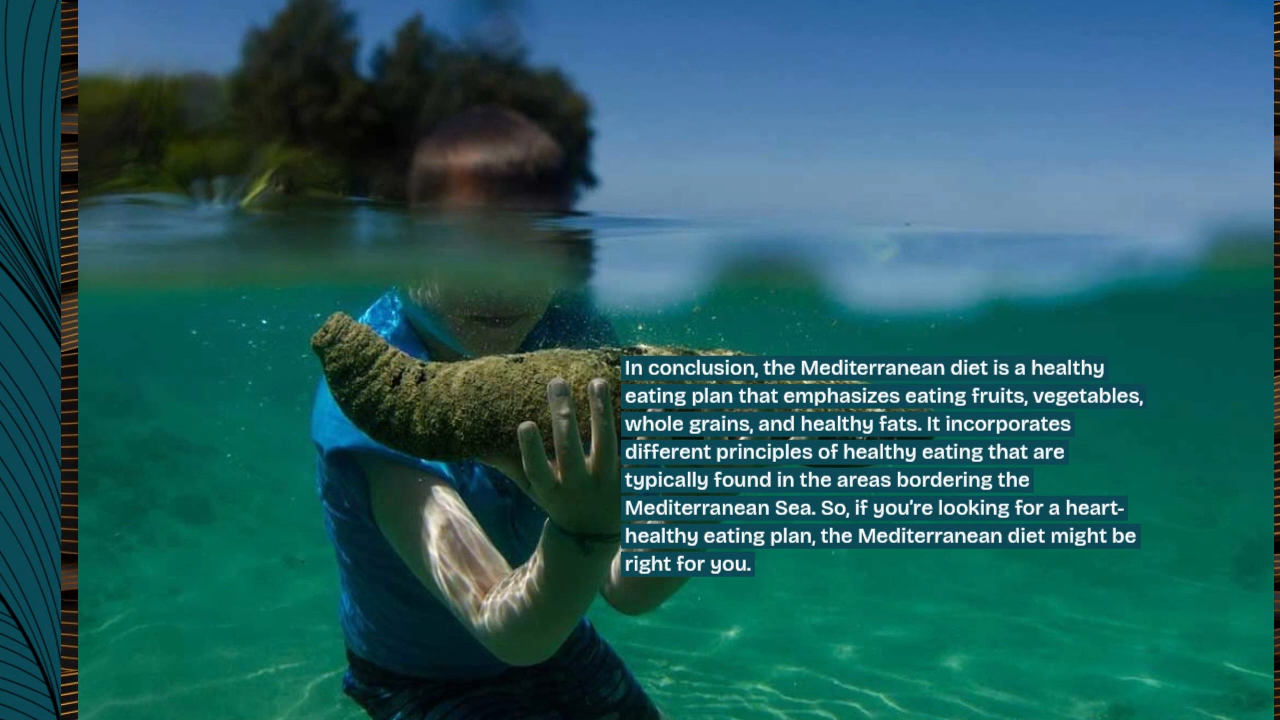 In conclusion, the Mediterranean diet is a healthy
eating plan that emphasizes eating fruits, vegetables,
whole grains, and healthy fats. It incorporates
different principles of healthy eating that are
typically found in the areas bordering the
Mediterranean Sea. So, if you're looking for a heart-
healthy eating plan, the Mediterranean diet might be
right for you.